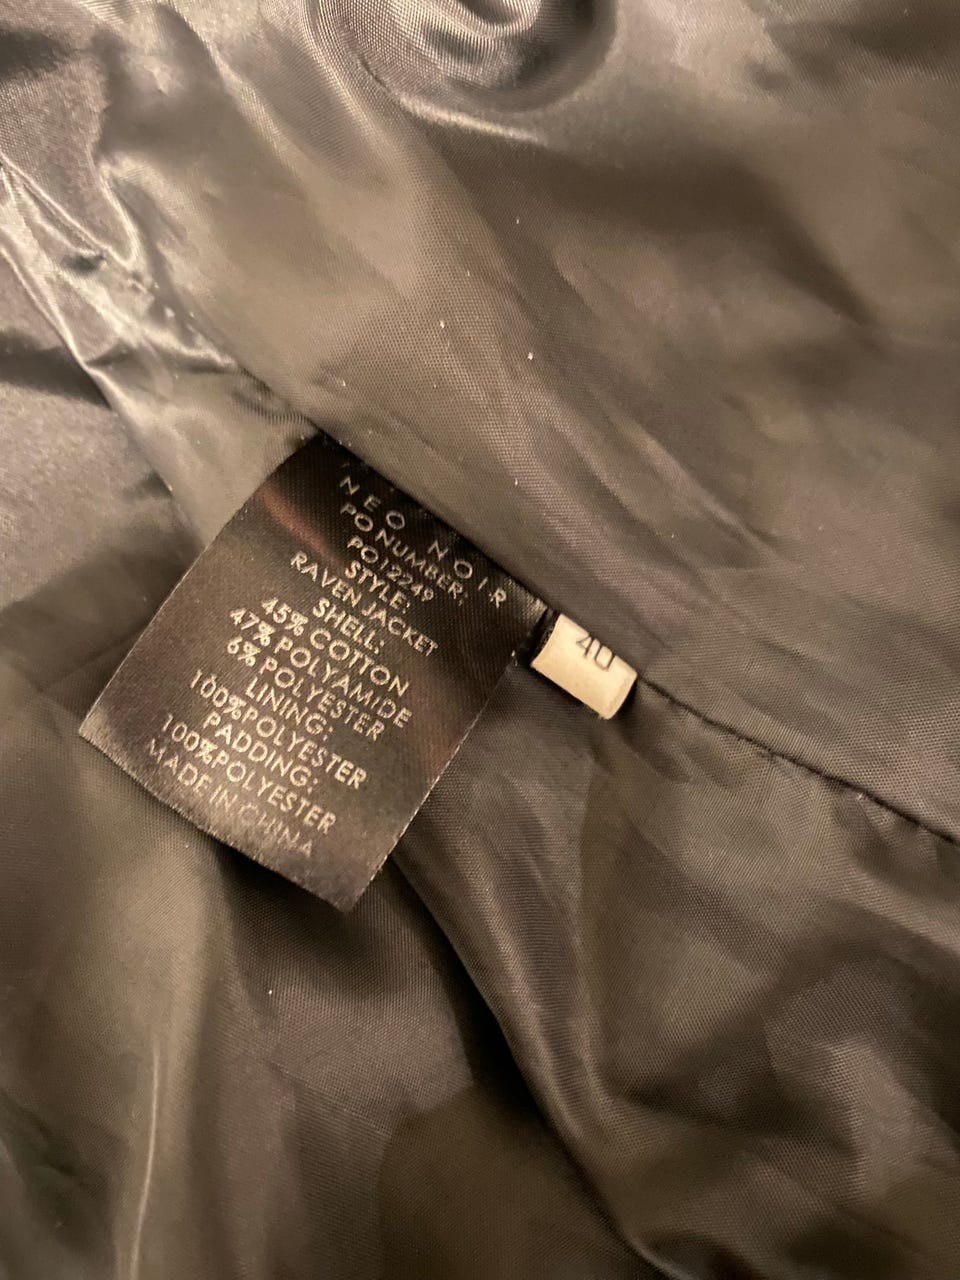 NEO NOIR
PO NUMBER:
PO12249
STYLE:
RAVEN JACKET
SHELL:
45% COTTON
47% POLYAMIDE
6% POLYESTER
LINING:
100%POLYESTER
PADDING:
100%POLYESTER
MADE IN CHINA
40